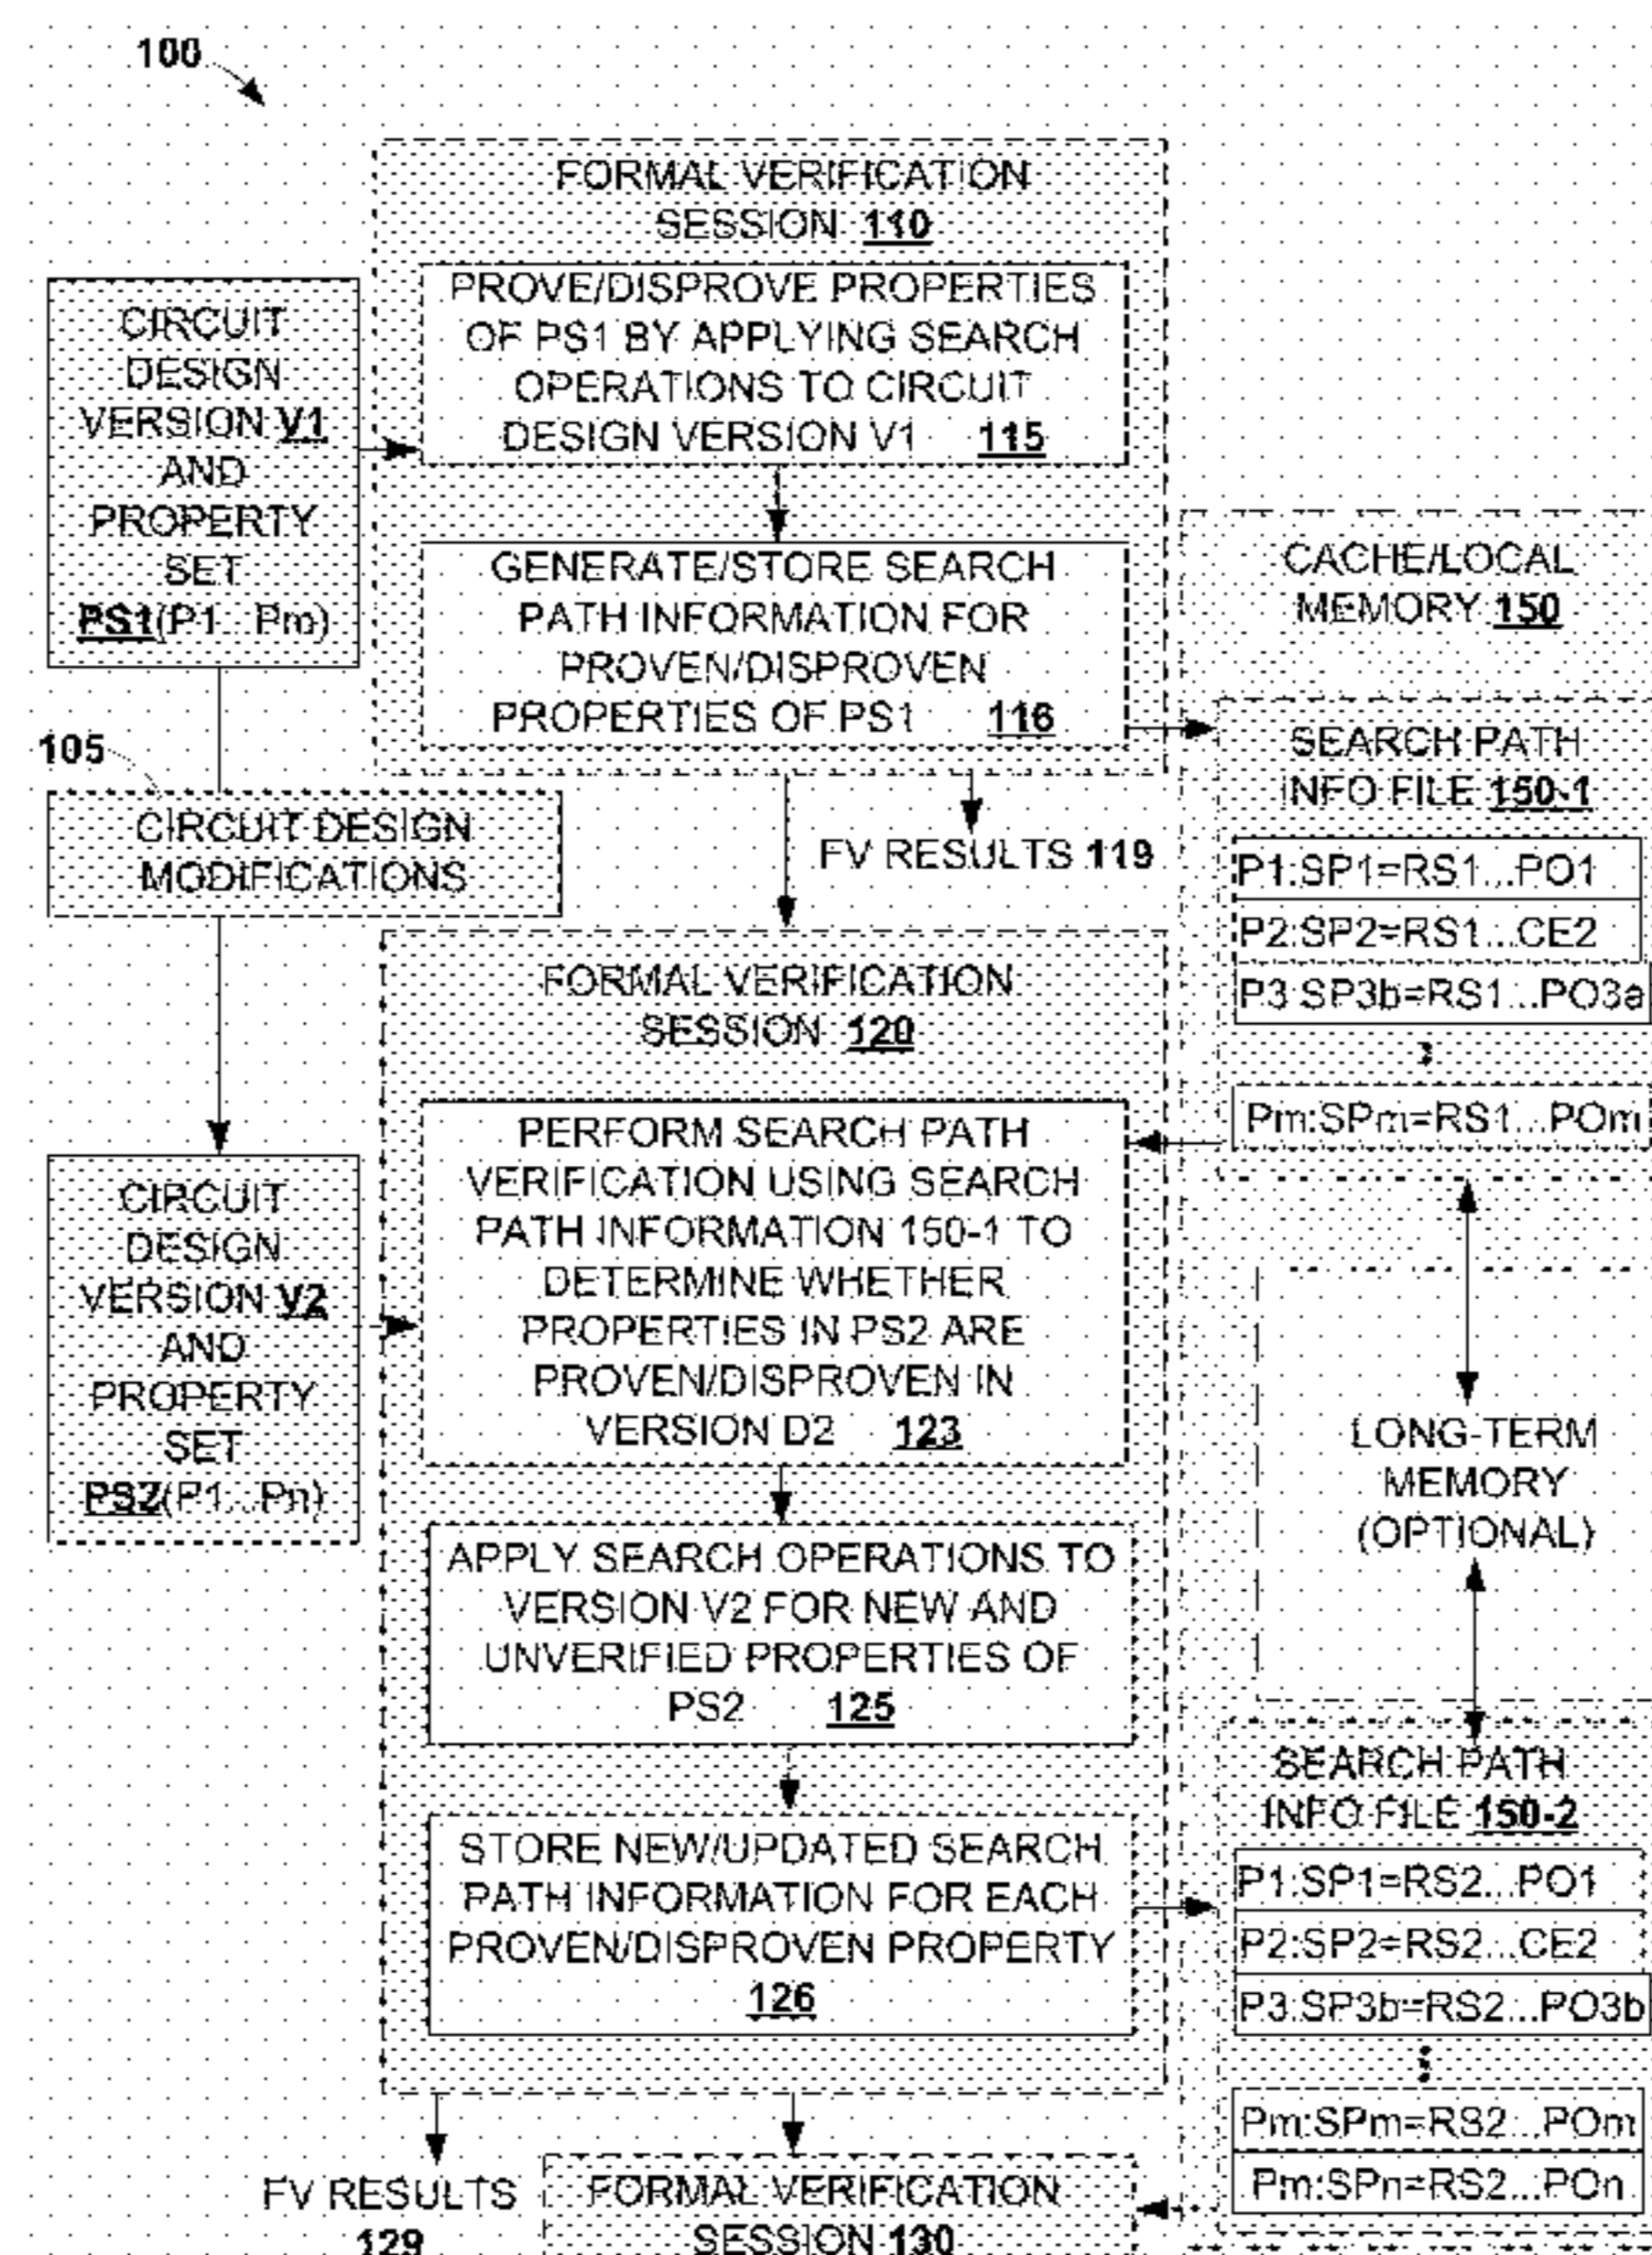 100
FORMAL VERIFICATION
SESSION 110
PROVE/DISPROVE PROPERTIES
OF PS1 BY APPLYING SEARCH
OPERATIONS TO CIRCUIT
DESIGN VERSION V1 115
CIRCUIT
DESIGN
VERSION V1
AND
PROPERTY
SET
PS1(P1...Pm)
GENERATE/STORE SEARCH
PATH INFORMATION FOR
PROVEN/DISPROVEN
PROPERTIES OF PS1 116
CACHE/LOCAL
MEMORY 150
SEARCH PATH
INFO FILE 150-1
P1:SP1=RS1...PO1
P2:SP2=RS1...CE2
P3:SP3b=RS1...PO3a
Pm:SPm=RS1...POm
105
CIRCUIT DESIGN
MODIFICATIONS
FV RESULTS 119
FORMAL VERIFICATION
SESSION 120
PERFORM SEARCH PATH
VERIFICATION USING SEARCH
PATH INFORMATION 150-1 TO
DETERMINE WHETHER
PROPERTIES IN PS2 ARE
PROVEN/DISPROVEN IN
VERSION D2 123
CIRCUIT
DESIGN
VERSION V2
AND
PROPERTY
SET
PS2(P1...Pn)
LONG-TERM
MEMORY
(OPTIONAL)
APPLY SEARCH OPERATIONS TO
VERSION V2 FOR NEW AND
UNVERIFIED PROPERTIES OF
PS2 125
STORE NEW/UPDATED SEARCH
PATH INFORMATION FOR EACH
PROVEN/DISPROVEN PROPERTY
126
SEARCH PATH
INFO FILE 150-2
P1:SP1=RS2...PO1
P2:SP2=RS2...CE2
P3:SP3b=RS2...PO3b
Pm:SPm=RS2...POm
Pm:SPn=RS2...POn
FV RESULTS
129
FORMAL VERIFICATION
SESSION 130